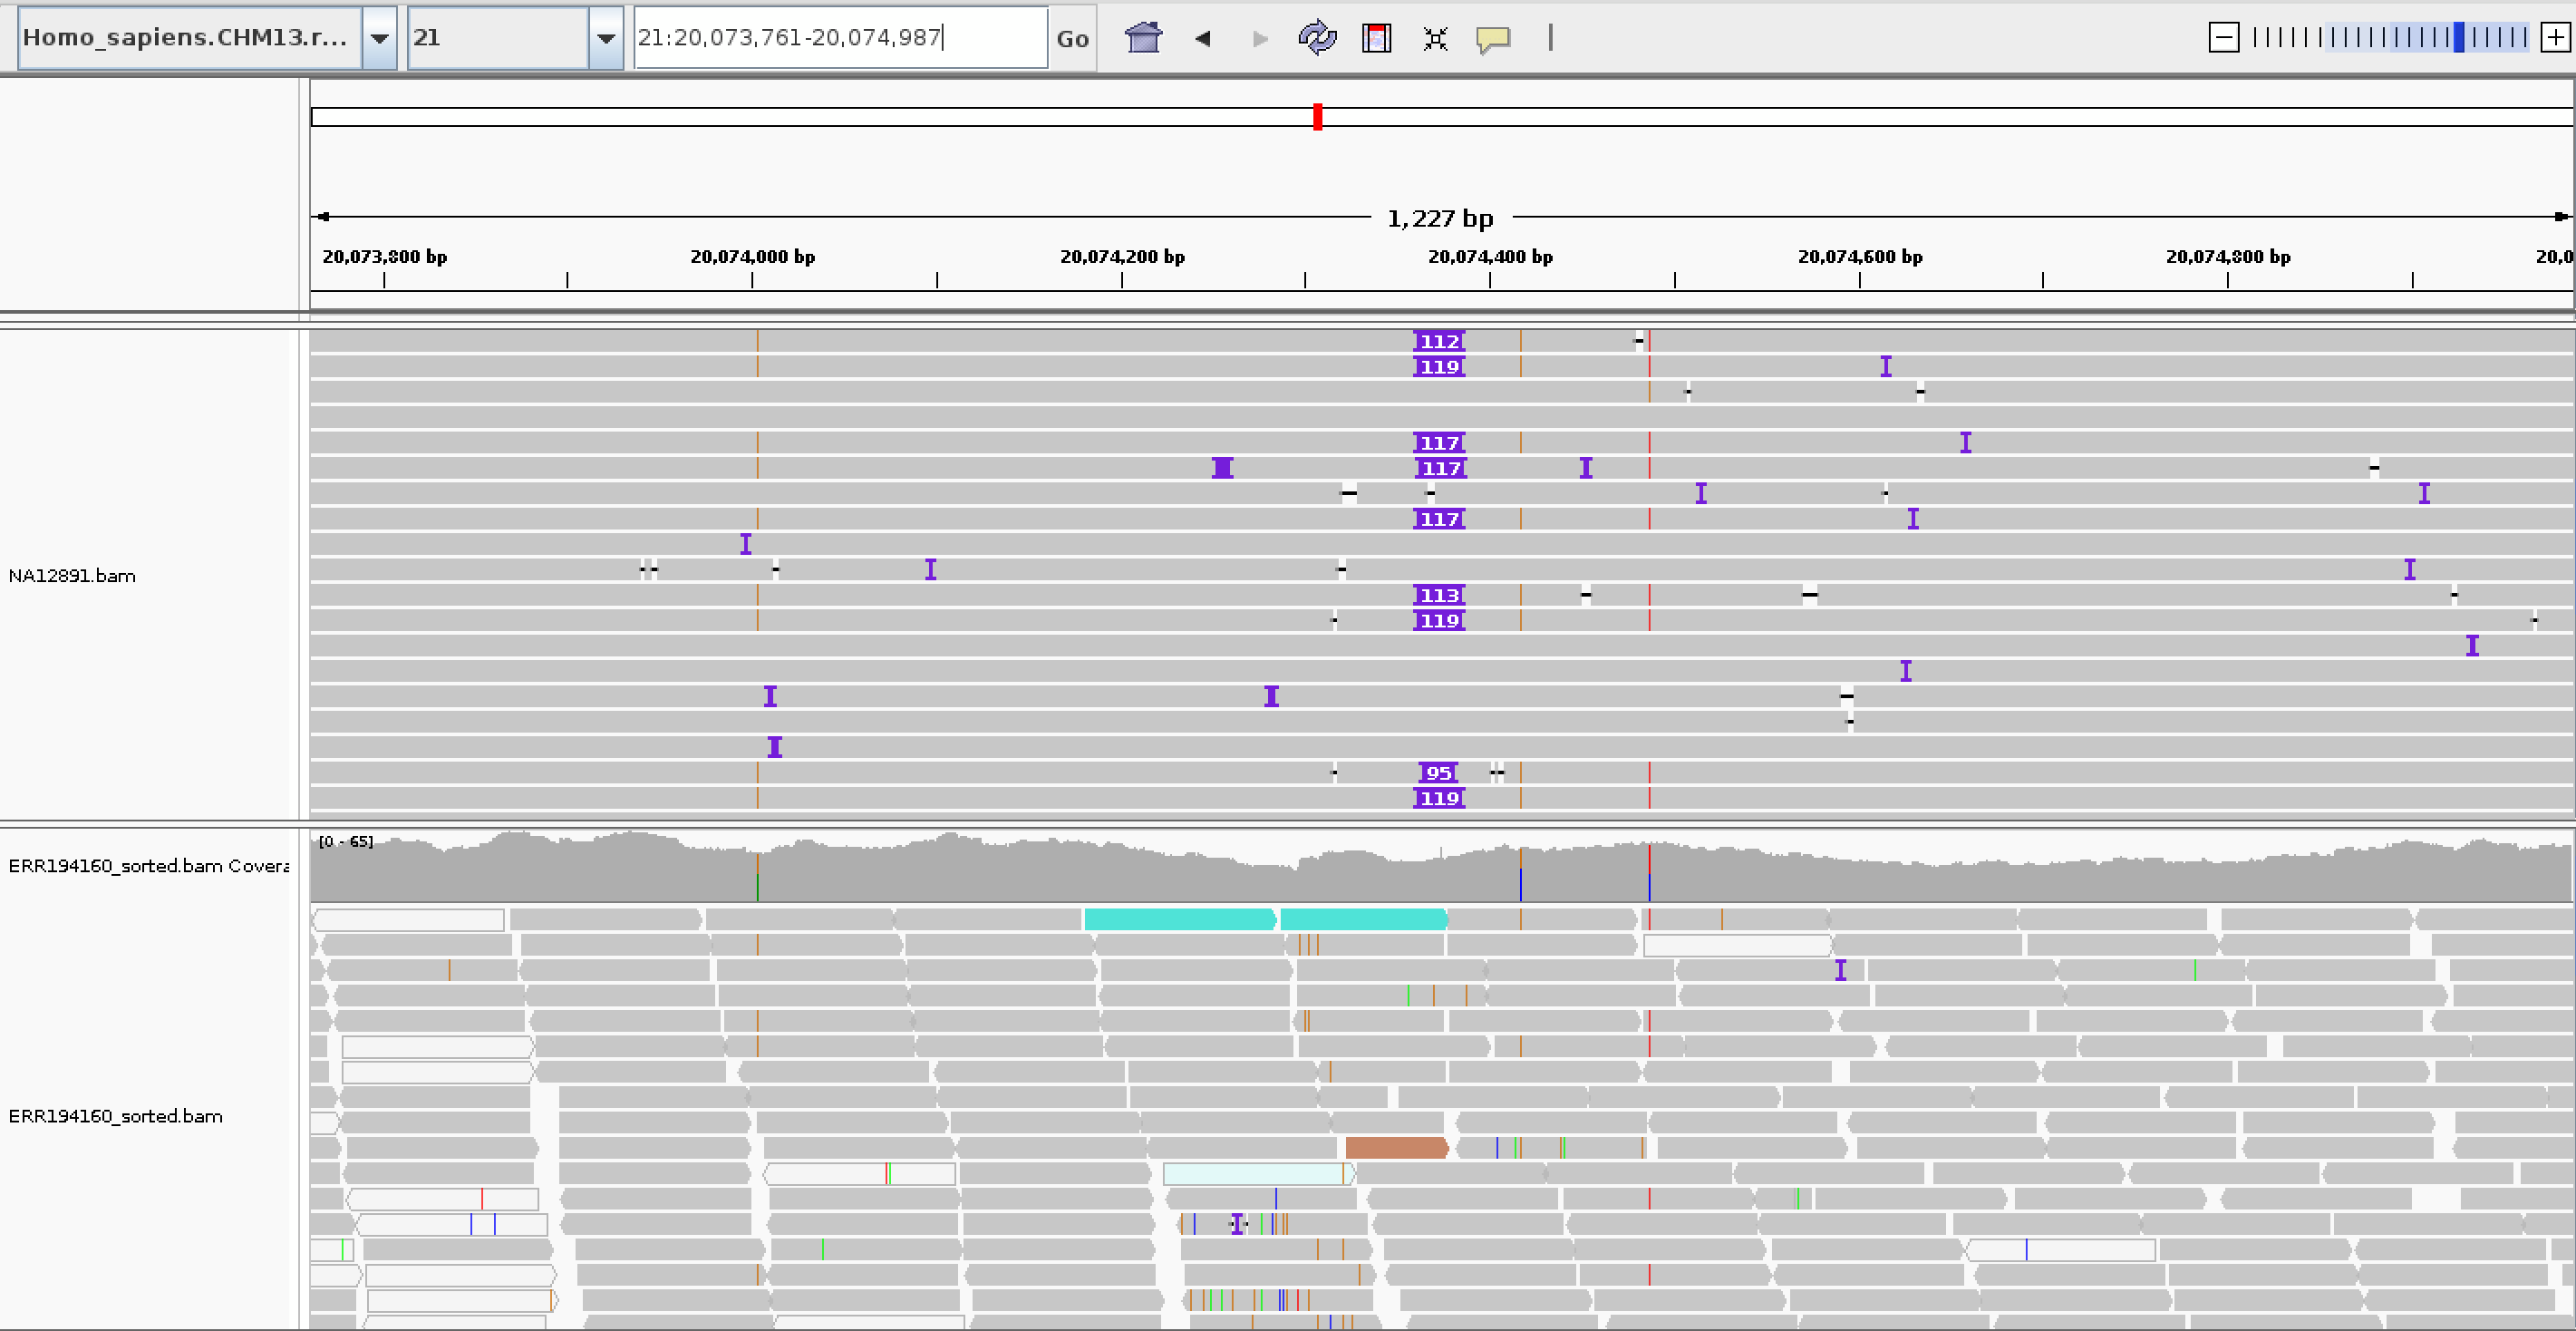 Homo_sapiens.CHM13.r... 21 21:20,073,761-20,074,987 Go
1,227 bp
20,073,800 bp 20,074,000 bp 20,074,200 bp 20,074,400 bp 20,074,600 bp 20,074,800 bp 20,0
112
119
117
117
117
NA12891.bam
113
119
95
119
[0 - 65]
ERR194160_sorted.bam Covera
ERR194160_sorted.bam